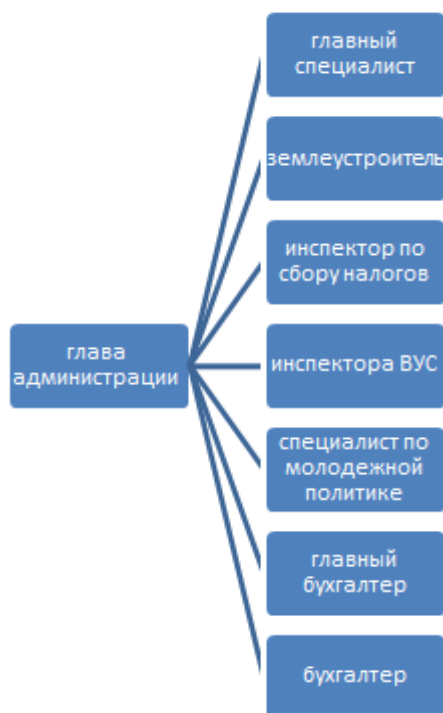 главный
специалист
землеустроитель
инспектор по
сбору налогов
глава
администрации
инспектора ВУС
специалист по
молодежной
политике
главный
бухгалтер
бухгалтер